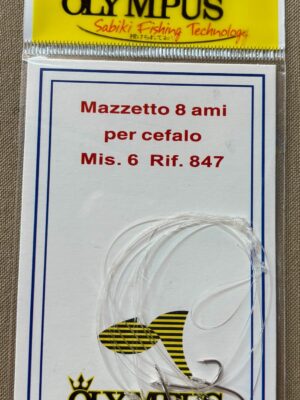 OLYMPUS
Sabiki Fishing Technology
Mazzetto 8 ami
per cefalo
Mis. 6 Rif. 847
OLYMPUS